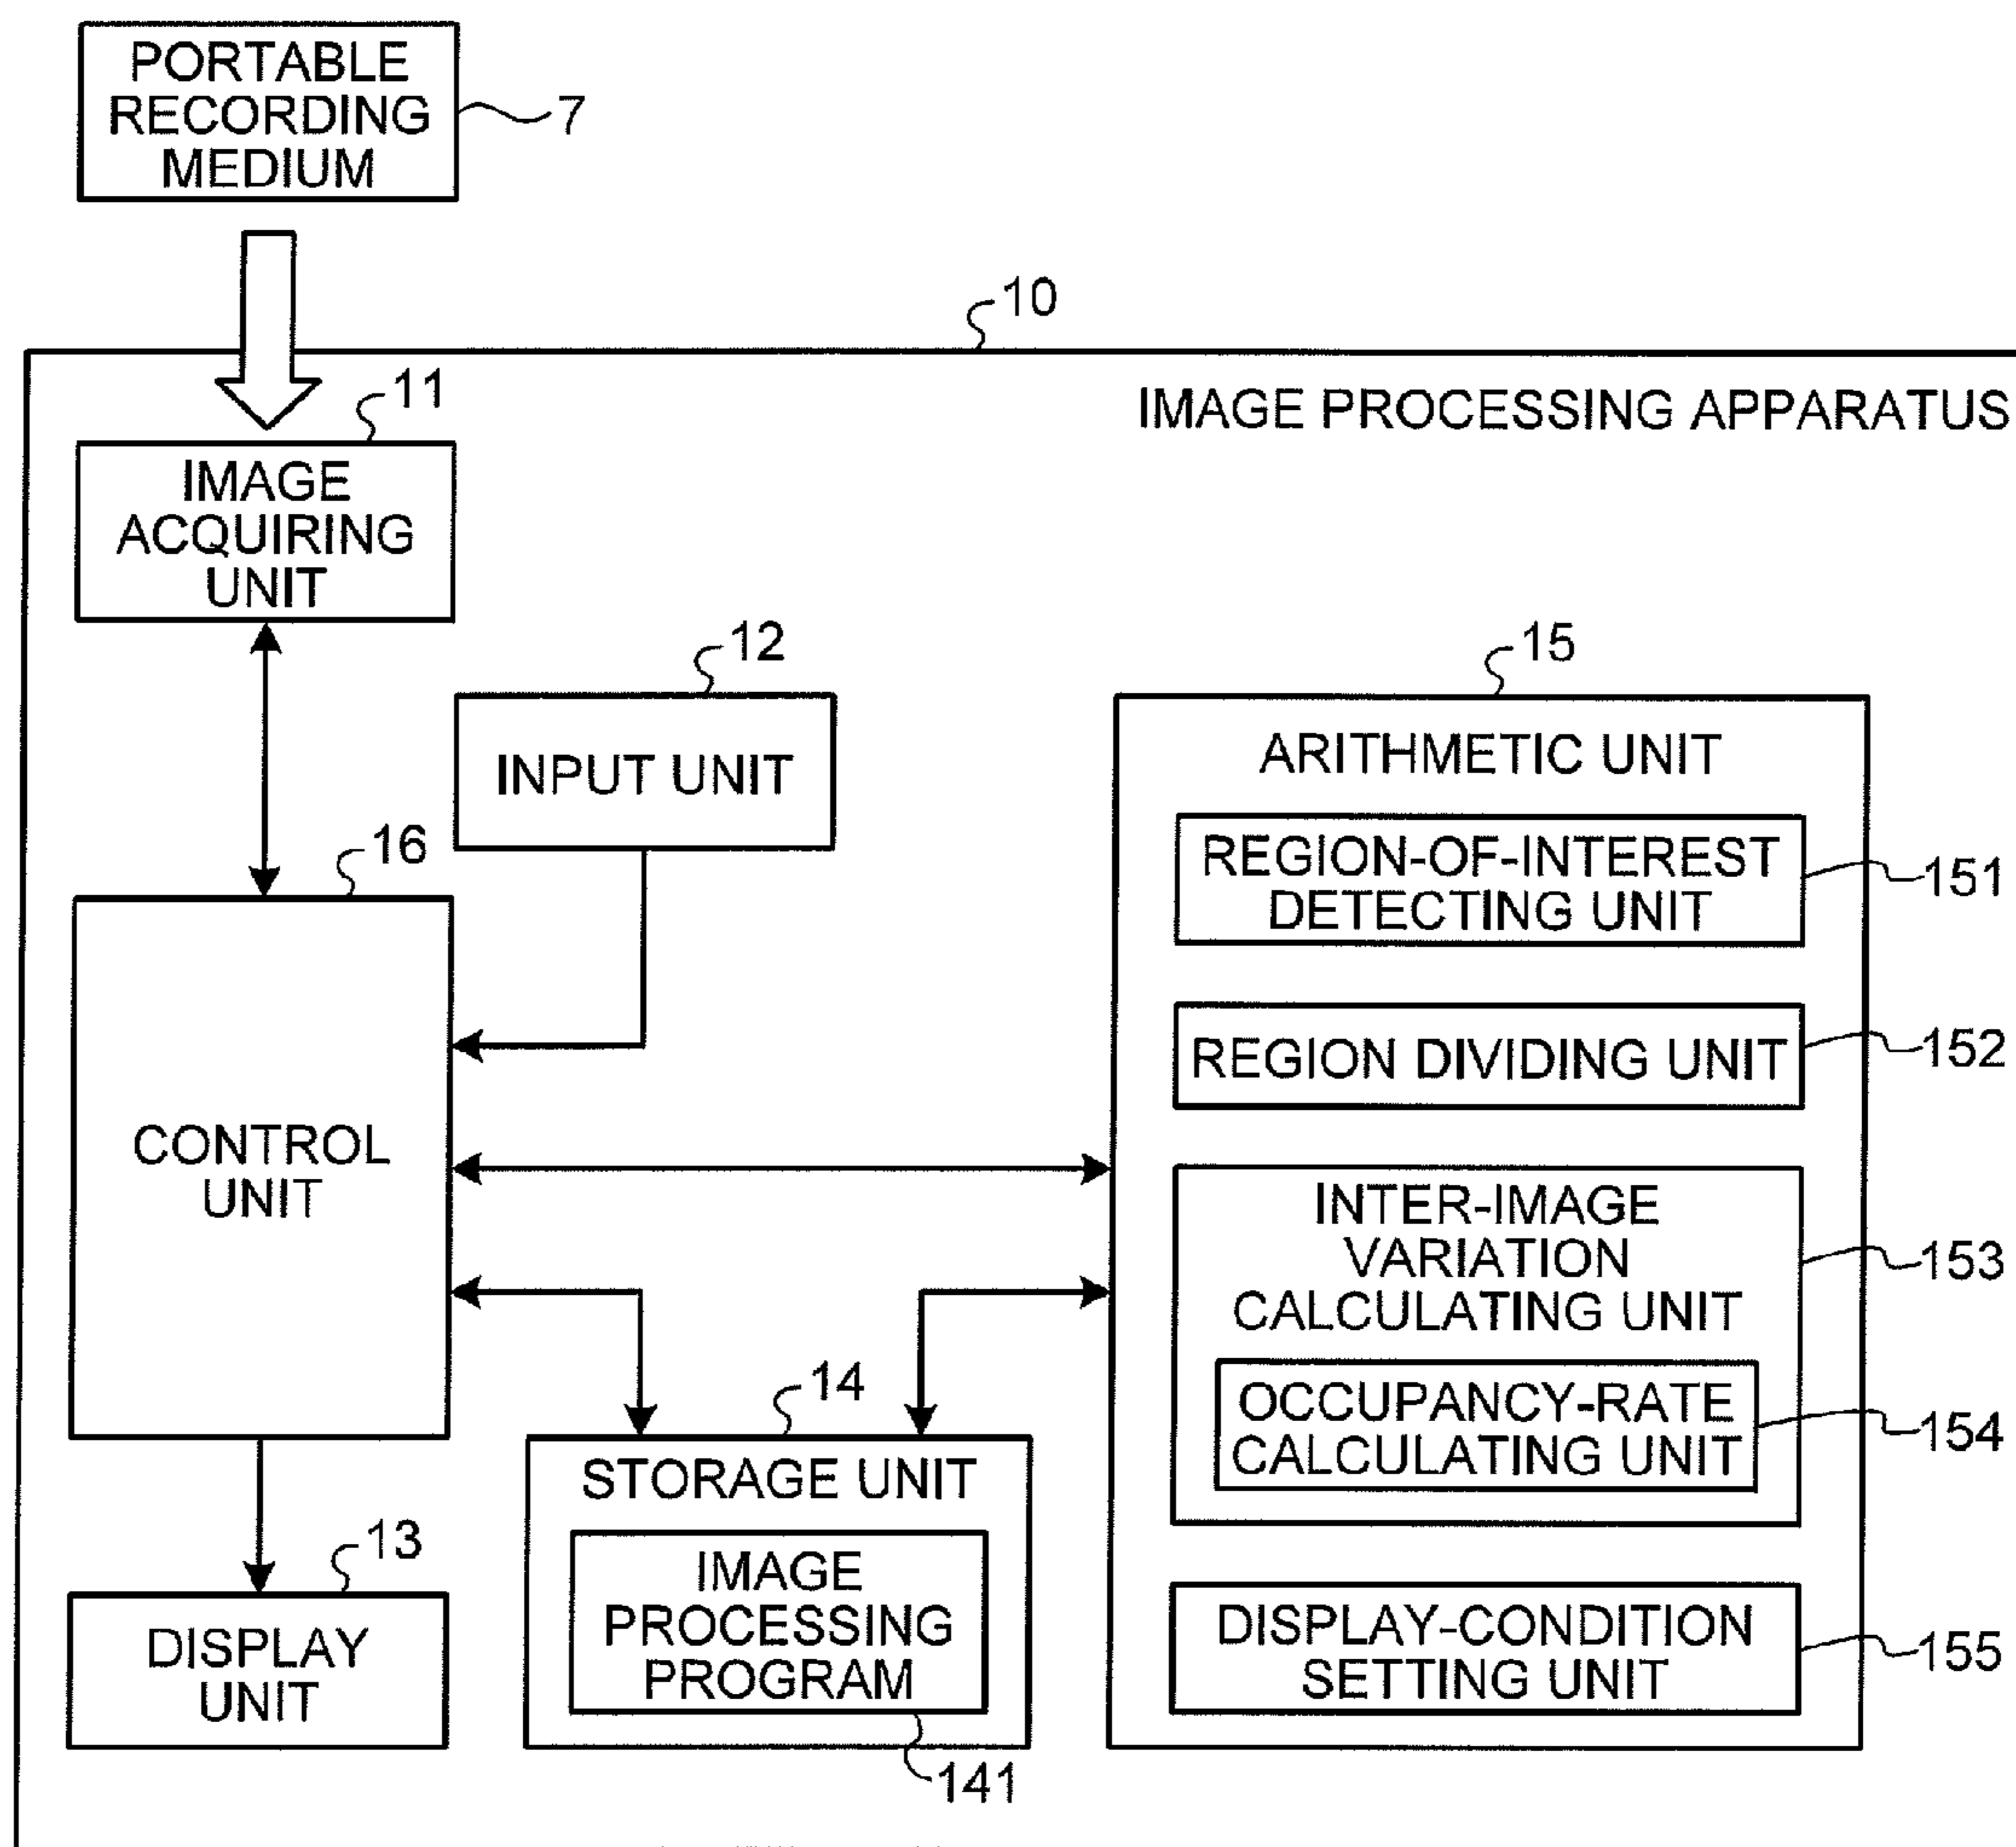 PORTABLE
RECORDING
MEDIUM
7
10
IMAGE PROCESSING APPARATUS
11
IMAGE
ACQUIRING
UNIT
12
INPUT UNIT
16
CONTROL
UNIT
13
DISPLAY
UNIT
14
STORAGE UNIT
IMAGE
PROCESSING
PROGRAM
141
15
ARITHMETIC UNIT
REGION-OF-INTEREST
DETECTING UNIT
151
REGION DIVIDING UNIT
152
INTER-IMAGE
VARIATION
CALCULATING UNIT
153
OCCUPANCY-RATE
CALCULATING UNIT
154
DISPLAY-CONDITION
SETTING UNIT
155